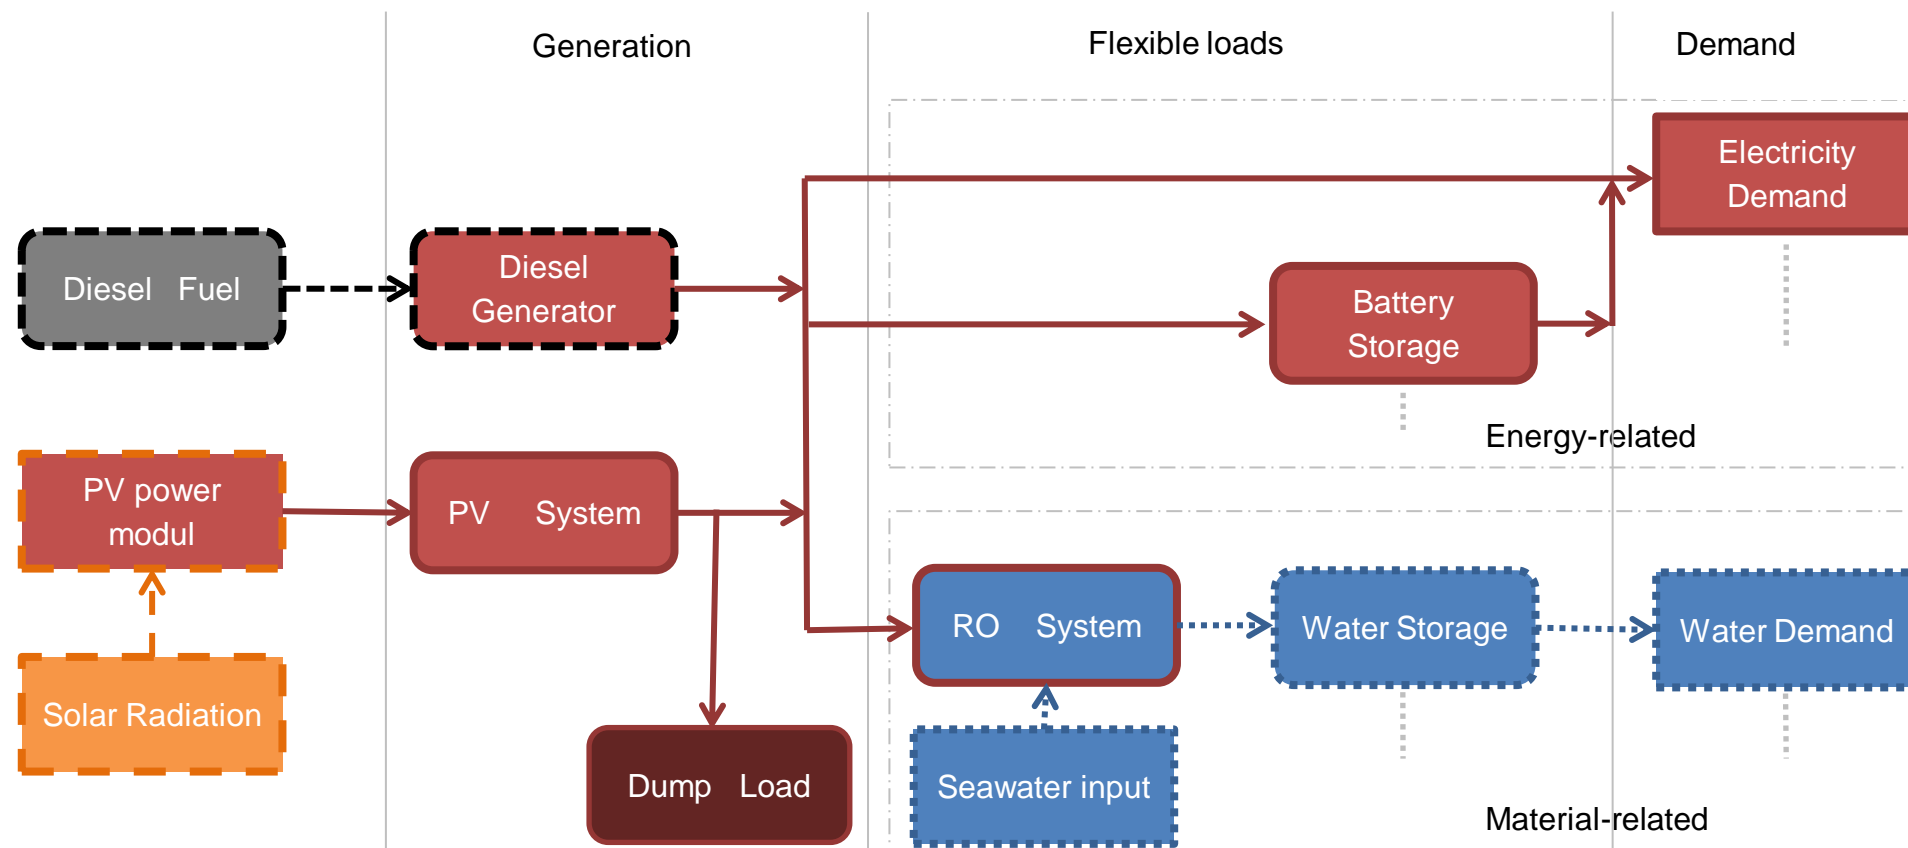 Generation
Flexible loads
Demand
Electricity
Demand
Diesel Fuel
Diesel
Generator
Battery
Storage
Energy-related
PV power
modul
PV System
RO System
Water Storage
Water Demand
Solar Radiation
Dump Load
Seawater input
Material-related